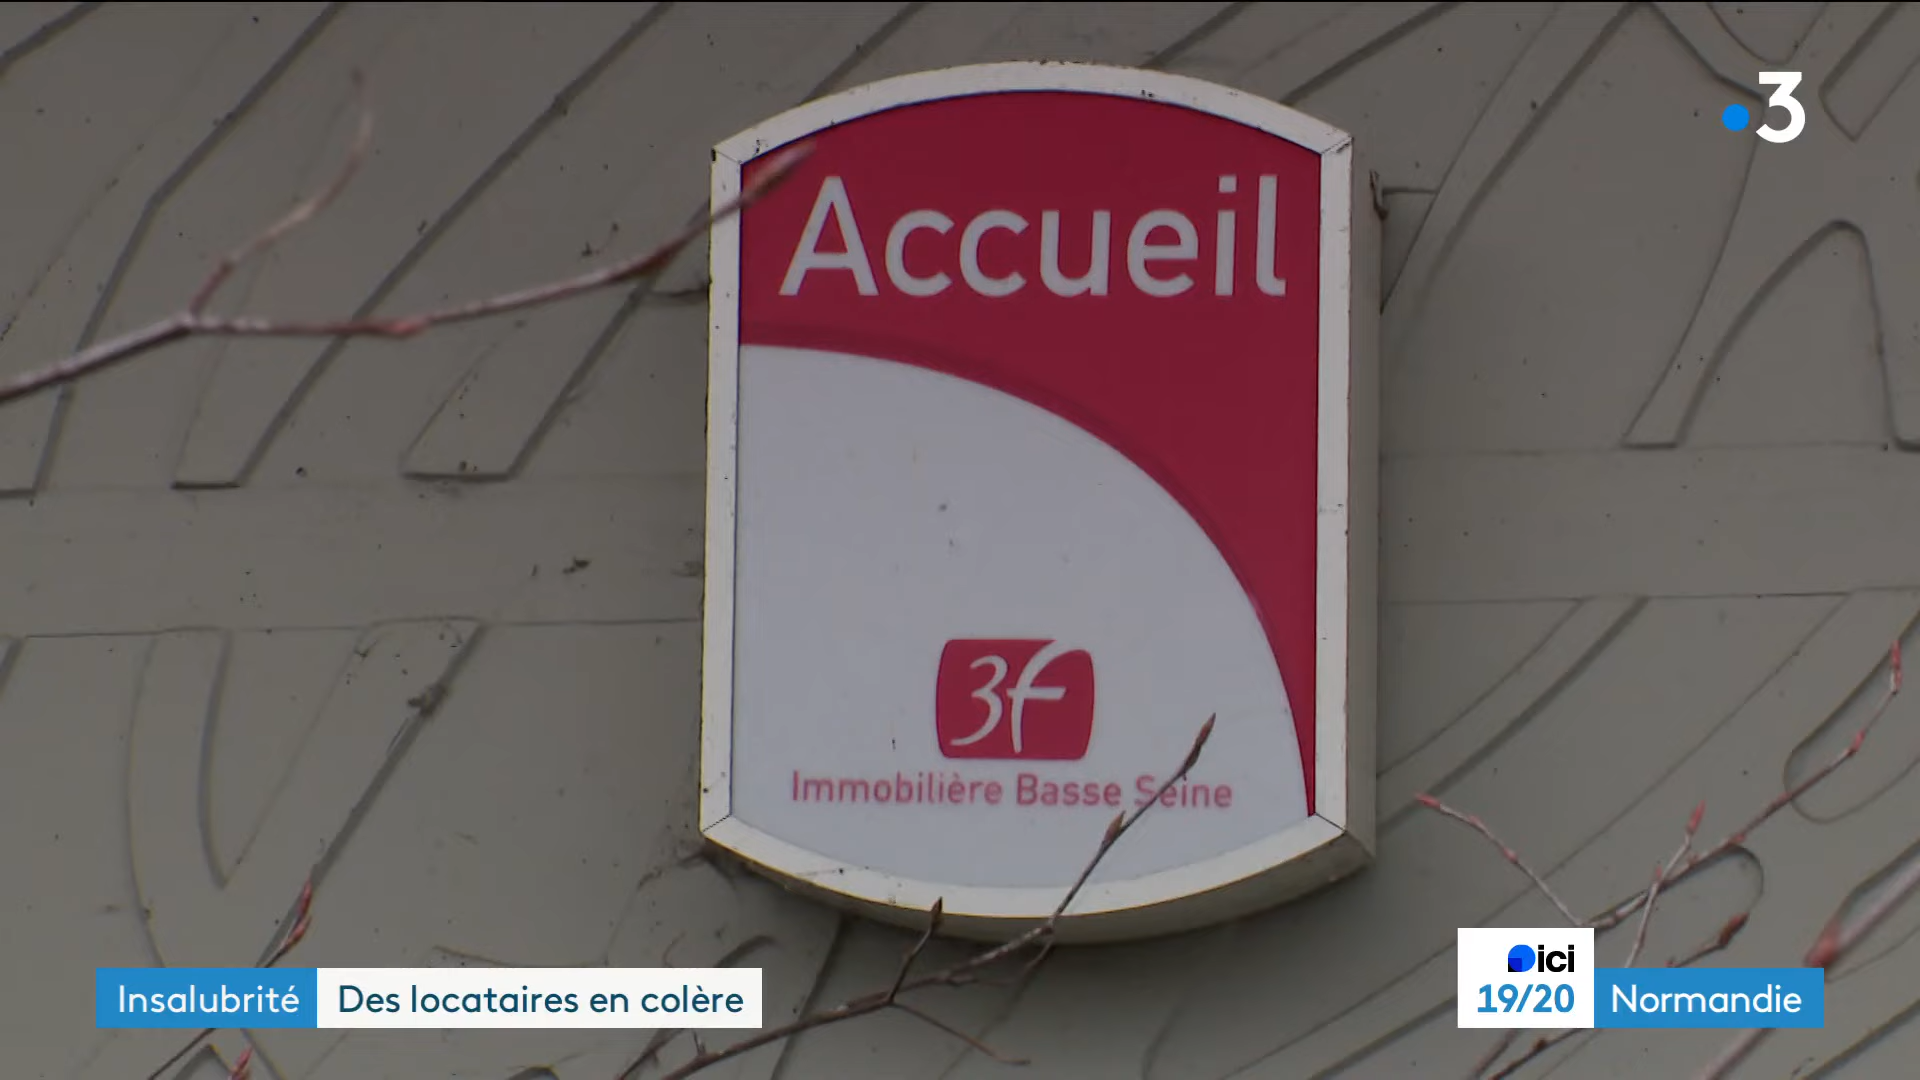 3
Accueil
3F
Immobilière Basse Seine
Insalubrité
Des locataires en colère
ici
19/20
Normandie